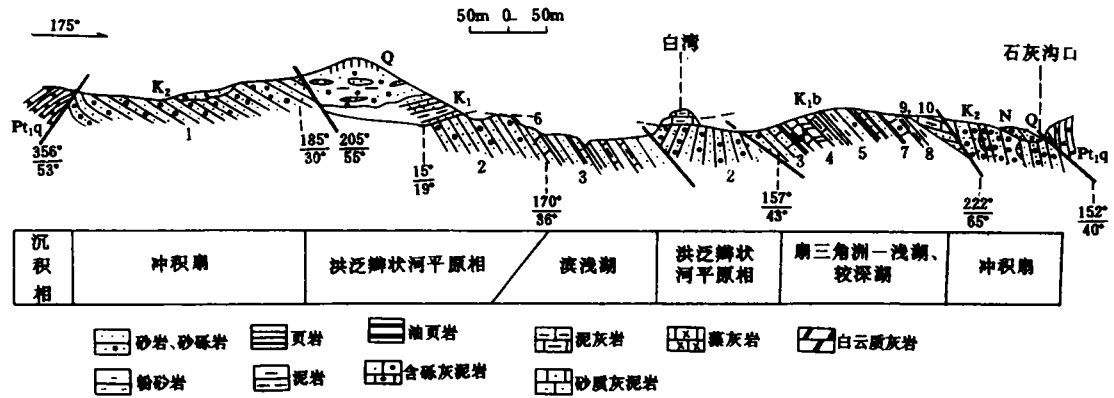 175°
50m 0 50m
白湾
石灰沟口
Q
K₂
K₁
6
K₁b
9 10
K₂
N
Q
Pt₁q
1
2
3
2
3
4
5
7
8
Pt₁q
356°
53°
185°
30°
205°
55°
15°
19°
170°
36°
157°
43°
222°
65°
152°
40°
沉积相
冲积扇
洪泛瓣状河平原相
滨浅湖
洪泛瓣状
河平原相
扇三角洲—浅湖、
较深湖
冲积扇
砂岩、砂砾岩
页岩
油页岩
泥灰岩
藻灰岩
白云质灰岩
粉砂岩
泥岩
含砾灰泥岩
砂质灰泥岩